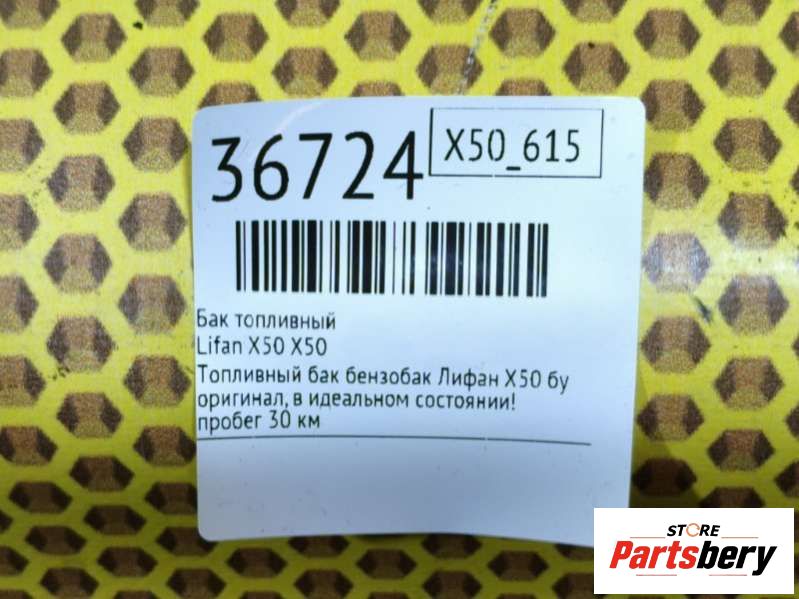 36724
X50_615
Бак топливный
Lifan X50 X50
Топливный бак бензобак Лифан Х50 бу
оригинал, в идеальном состоянии!
пробег 30 км
STORE
Partsbery